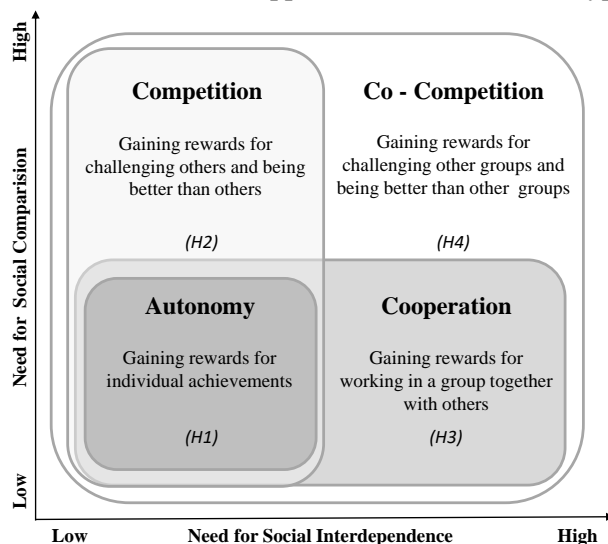 High
Need for Social Comparision
Low
Competition
Gaining rewards for
challenging others and being
better than others
(H2)
Co - Competition
Gaining rewards for
challenging other groups and
being better than other groups
(H4)
Autonomy
Gaining rewards for
individual achievements
(H1)
Cooperation
Gaining rewards for
working in a group together
with others
(H3)
Low
Need for Social Interdependence
High